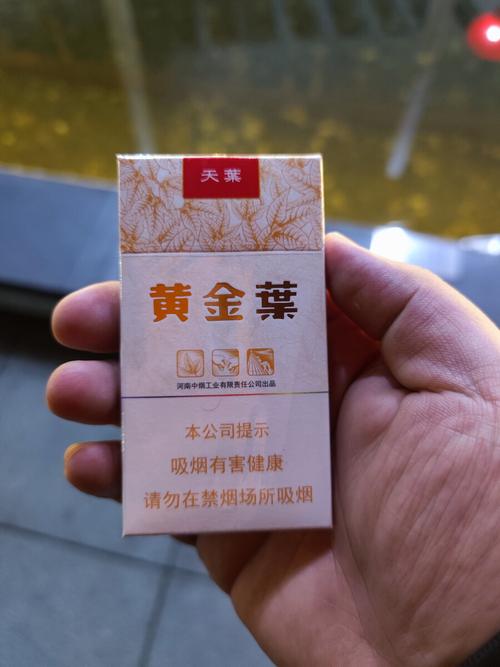 天葉
黄金葉
河南中烟工业有限责任公司出品
本公司提示
吸烟有害健康
请勿在禁烟场所吸烟